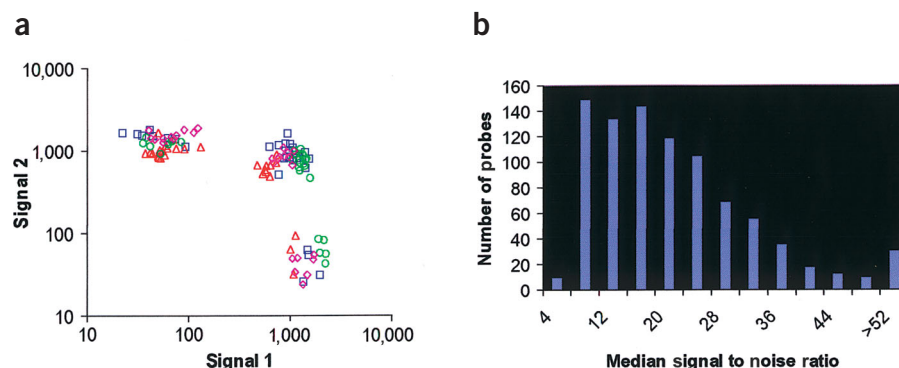 a
10,000
1,000
100
10
Signal 2
10 100 1,000 10,000
Signal 1
b
160
140
120
100
80
60
40
20
0
Number of probes
4 12 20 28 36 44 >52
Median signal to noise ratio